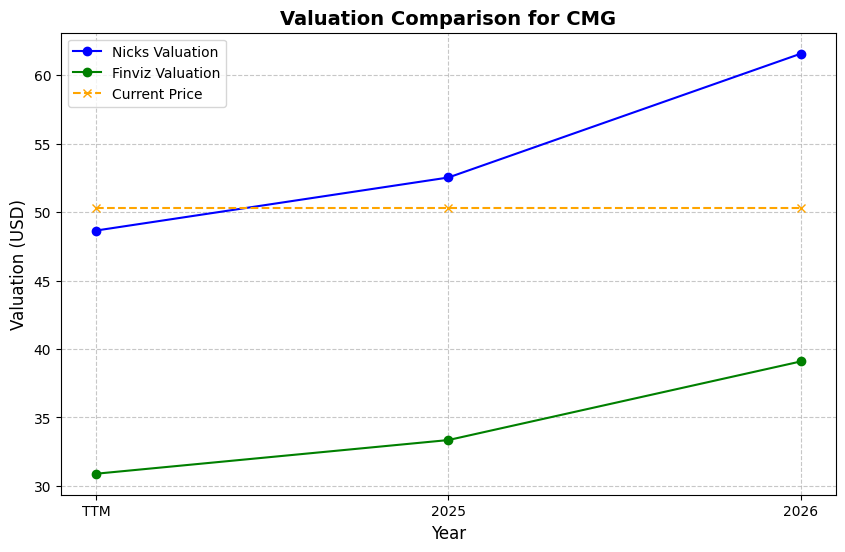 Valuation Comparison for CMG
Nicks Valuation
Finviz Valuation
Current Price
Valuation (USD)
60
55
50
45
40
35
30
TTM
2025
2026
Year